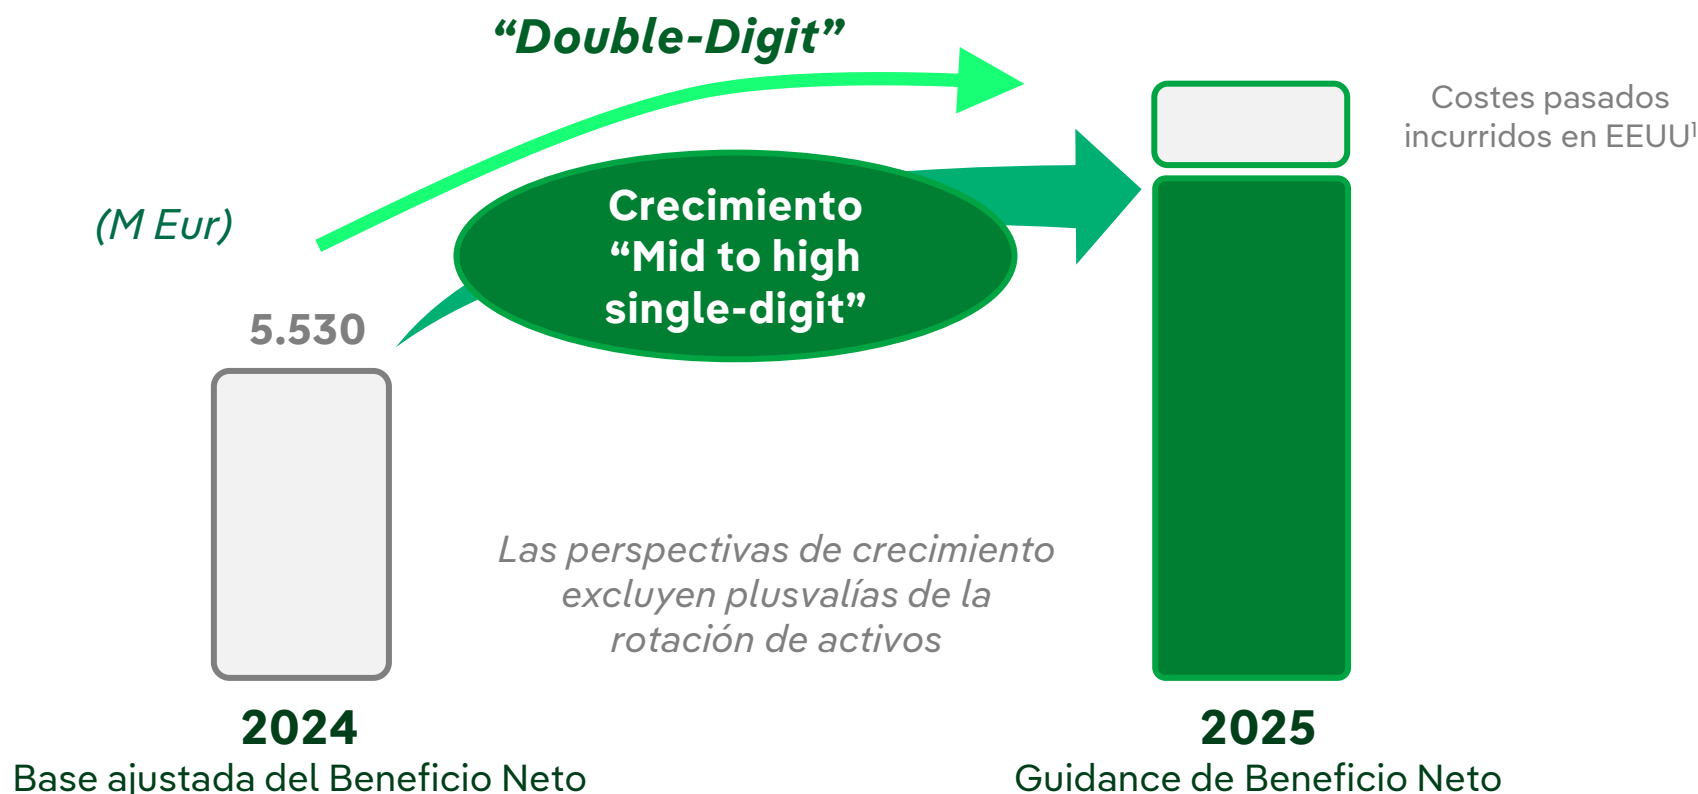 “Double-Digit”
Costes pasados
incurridos en EEUU¹
(M Eur)
Crecimiento
“Mid to high
single-digit”
5.530
Las perspectivas de crecimiento
excluyen plusvalías de la
rotación de activos
2024
Base ajustada del Beneficio Neto
2025
Guidance de Beneficio Neto